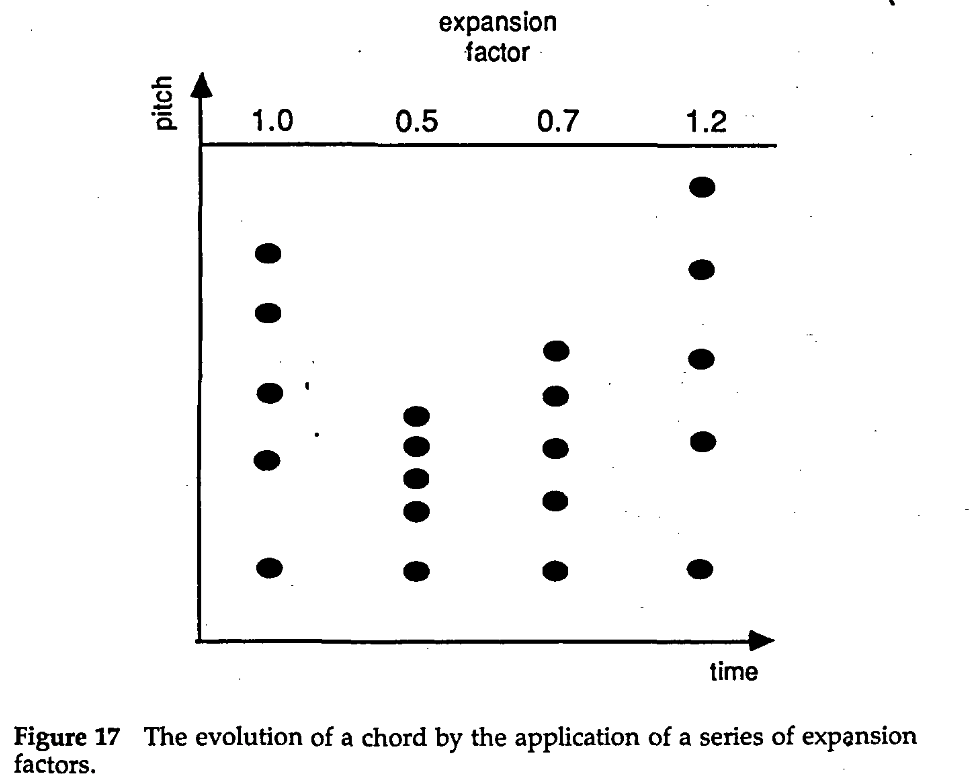 expansion
factor
pitch
1.0 0.5 0.7 1.2
time
Figure 17 The evolution of a chord by the application of a series of expansion
factors.